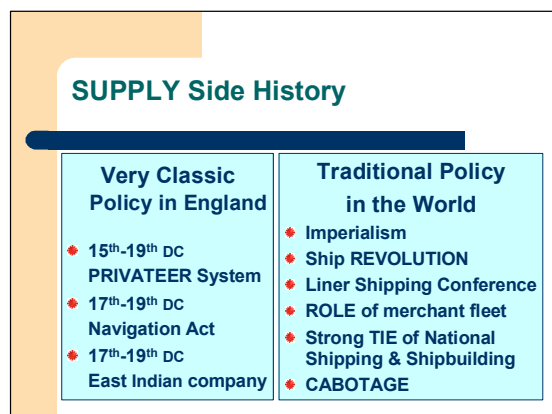 SUPPLY Side History
Very Classic
Policy in England
15th-19th DC
PRIVATEER System
17th-19th DC
Navigation Act
17th-19th DC
East Indian company
Traditional Policy
in the World
Imperialism
Ship REVOLUTION
Liner Shipping Conference
ROLE of merchant fleet
Strong TIE of National
Shipping & Shipbuilding
CABOTAGE